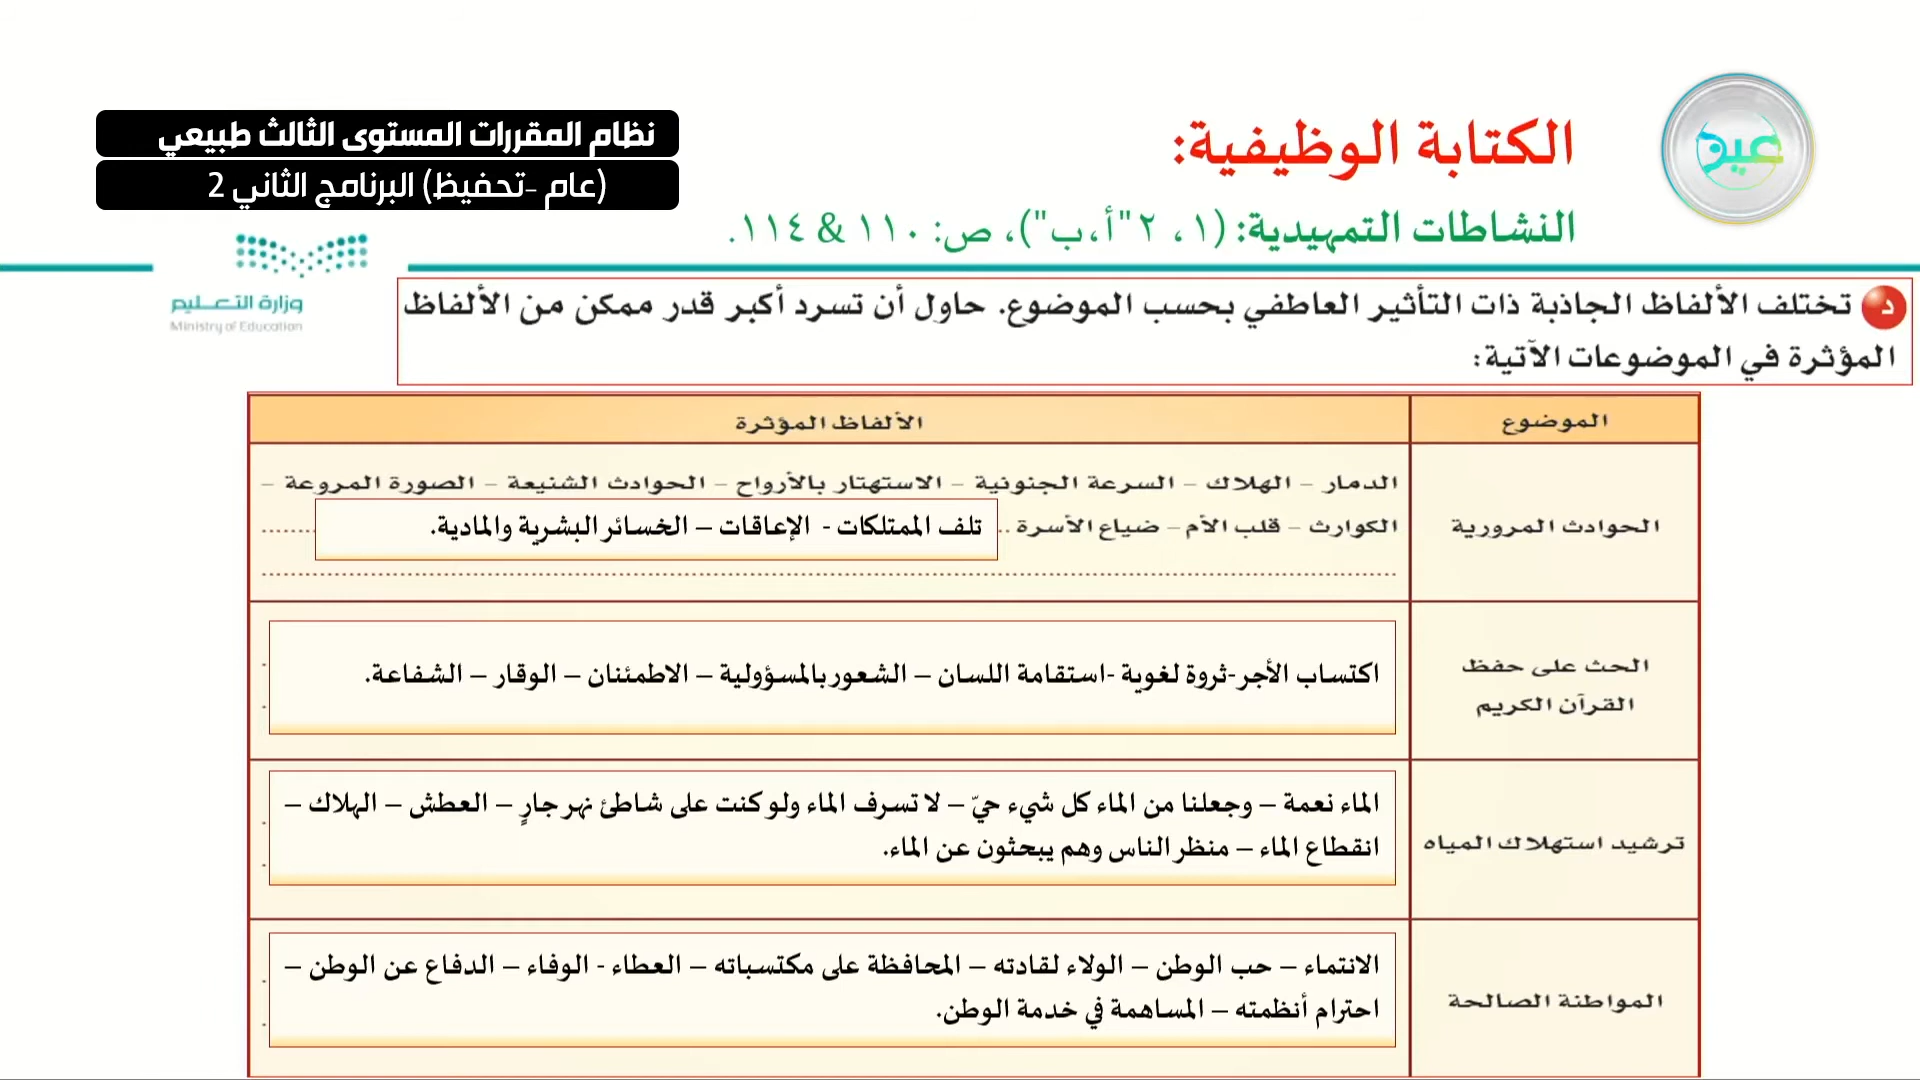 نظام المقررات المستوى الثالث طبيعي
(عام -تحفيظ) البرنامج الثاني 2
عين
الكتابة الوظيفية:
النشاطات التمهيدية: (١، ٢ "أ،ب")، ص: ١١٠ & ١١٤.
وزارة التعليم
Ministry of Education
د تختلف الألفاظ الجاذبة ذات التأثير العاطفي بحسب الموضوع. حاول أن تسرد أكبر قدر ممكن من الألفاظ
المؤثرة في الموضوعات الآتية:
الموضوع
الألفاظ المؤثرة
الحوادث المرورية
الدمار – الهلاك – السرعة الجنونية – الاستهتار بالأرواح – الحوادث الشنيعة – الصورة المروعة –
الكوارث – قلب الأم – ضياع الأسرة .. تلف الممتلكات - الإعاقات – الخسائر البشرية والمادية.
الحث على حفظ
القرآن الكريم
اكتساب الأجر-ثروة لغوية -استقامة اللسان – الشعور بالمسؤولية – الاطمئنان – الوقار – الشفاعة.
ترشيد استهلاك المياه
الماء نعمة – وجعلنا من الماء كل شيء حيّ – لا تسرف الماء ولو كنت على شاطئ نهر جارٍ – العطش – الهلاك –
انقطاع الماء – منظر الناس وهم يبحثون عن الماء.
المواطنة الصالحة
الانتماء – حب الوطن – الولاء لقادته – المحافظة على مكتسباته – العطاء - الوفاء – الدفاع عن الوطن –
احترام أنظمته – المساهمة في خدمة الوطن.